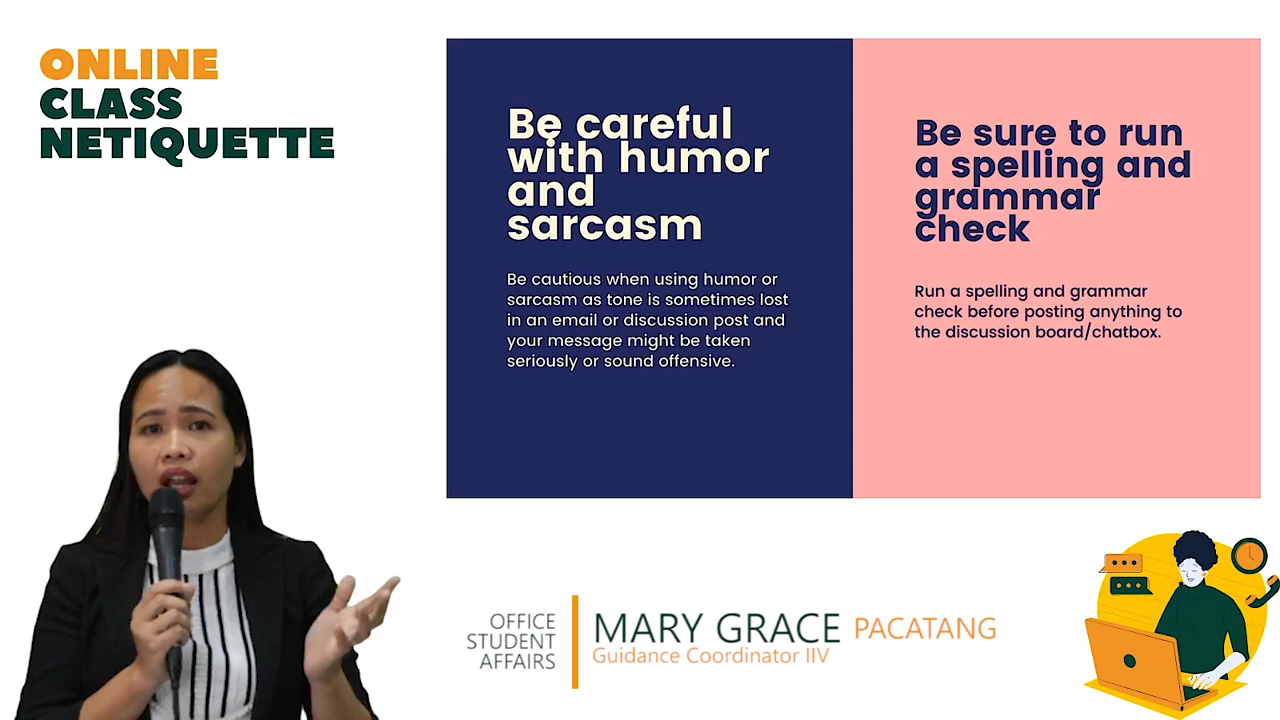 ONLINE
CLASS
NETIQUETTE
Be careful
with humor
and
sarcasm
Be cautious when using humor or
sarcasm as tone is sometimes lost
in an email or discussion post and
your message might be taken
seriously or sound offensive.
Be sure to run
a spelling and
grammar
check
Run a spelling and grammar
check before posting anything to
the discussion board/chatbox.
OFFICE
STUDENT
AFFAIRS
MARY GRACE PACATANG
Guidance Coordinator IIV